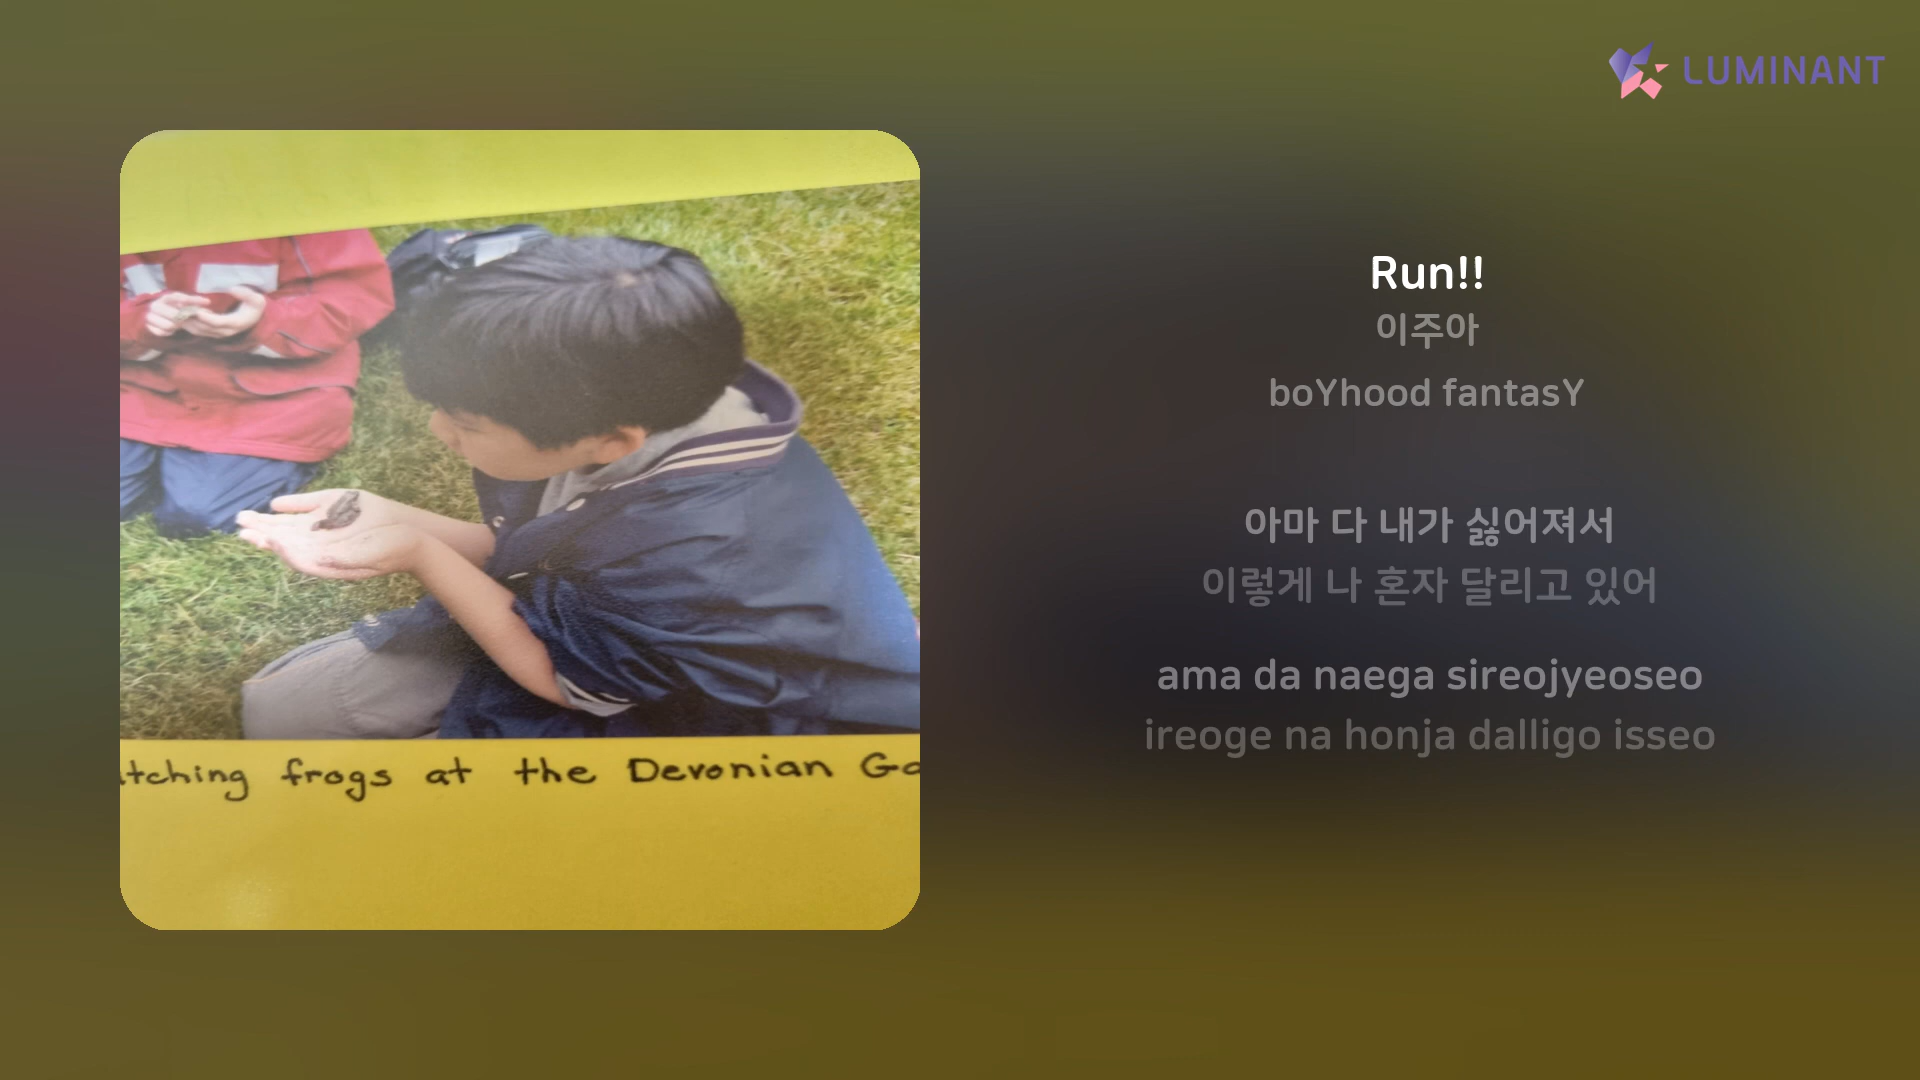 LUMINANT
Run!!
이주아
boYhood fantasY
아마 다 내가 싫어져서
이렇게 나 혼자 달리고 있어
ama da naega sireojyeoseo
ireoge na honja dalligo isseo
tching frogs at the Devonian Ga